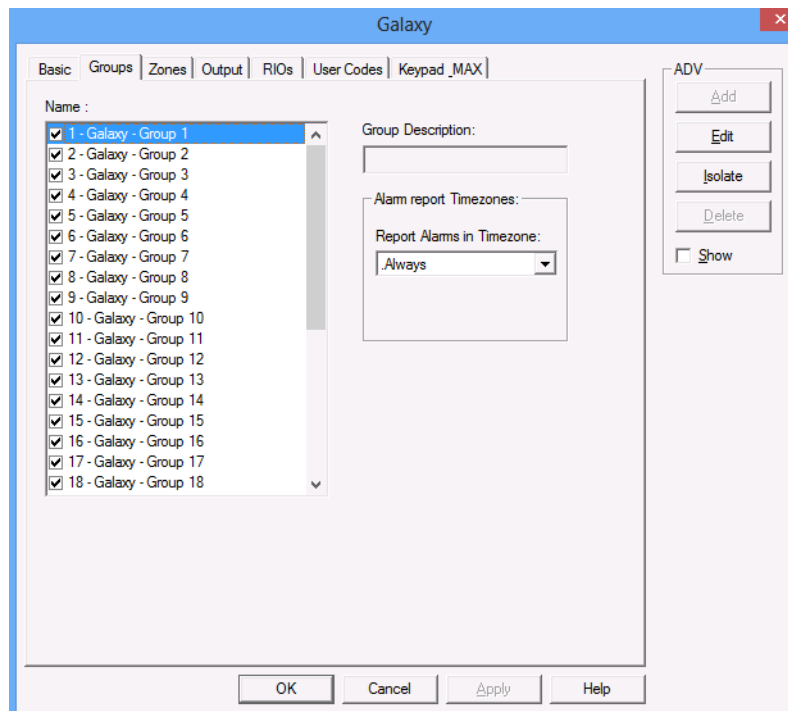 Galaxy
Basic Groups Zones Output RIOs User Codes Keypad _MAX
Name :
1 - Galaxy - Group 1
2 - Galaxy - Group 2
3 - Galaxy - Group 3
4 - Galaxy - Group 4
5 - Galaxy - Group 5
6 - Galaxy - Group 6
7 - Galaxy - Group 7
8 - Galaxy - Group 8
9 - Galaxy - Group 9
10 - Galaxy - Group 10
11 - Galaxy - Group 11
12 - Galaxy - Group 12
13 - Galaxy - Group 13
14 - Galaxy - Group 14
15 - Galaxy - Group 15
16 - Galaxy - Group 16
17 - Galaxy - Group 17
18 - Galaxy - Group 18
Group Description:
Alarm report Timezones:
Report Alarms in Timezone:
.Always
ADV
Add
Edit
Isolate
Delete
Show
OK Cancel Apply Help